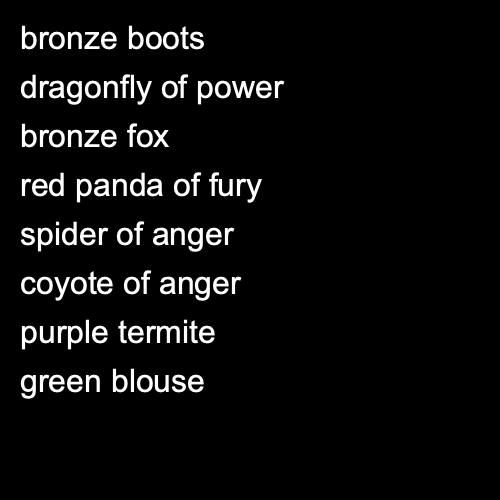 bronze boots
dragonfly of power
bronze fox
red panda of fury
spider of anger
coyote of anger
purple termite
green blouse